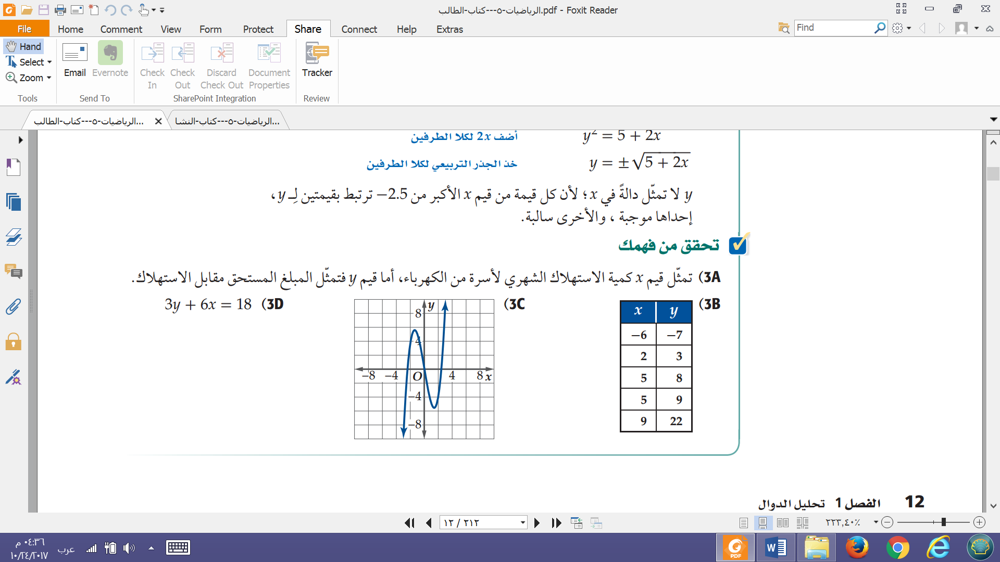 الرياضيات-٥---كتاب-الطالب.pdf - Foxit Reader
File Home Comment View Form Protect Share Connect Help Extras
Find
Hand
Select
Zoom
Tools
Email
Evernote
Send To
Check In
Check Out
Discard Check Out
Document Properties
SharePoint Integration
Tracker
Review
الرياضيات-٥---كتاب-الطالب...
الرياضيات-٥---كتاب-النشا...
y² = 5 + 2x أضف 2x لكلا الطرفين
y = ±√5 + 2x خذ الجذر التربيعي لكلا الطرفين
y لا تمثّل دالةً في x؛ لأن كل قيمة من قيم x الأكبر من 2.5− ترتبط بقيمتين لِـ y،
إحداها موجبة ، والأخرى سالبة.
تحقق من فهمك
3A) تمثّل قيم x كمية الاستهلاك الشهري لأسرة من الكهرباء، أما قيم y فتمثّل المبلغ المستحق مقابل الاستهلاك.
3B)
x y
−6 −7
2 3
5 8
5 9
9 22
3C)
y
8
4
−8 −4 O 4 8 x
−4
−8
3D) 3y + 6x = 18
12 الفصل 1 تحليل الدوال
١٢ / ٢١٢
٢٢٣,٤٠٪
٠٤:٣٦ م
١٠/٢٤/٢٠١٧
عرب
PDF
W